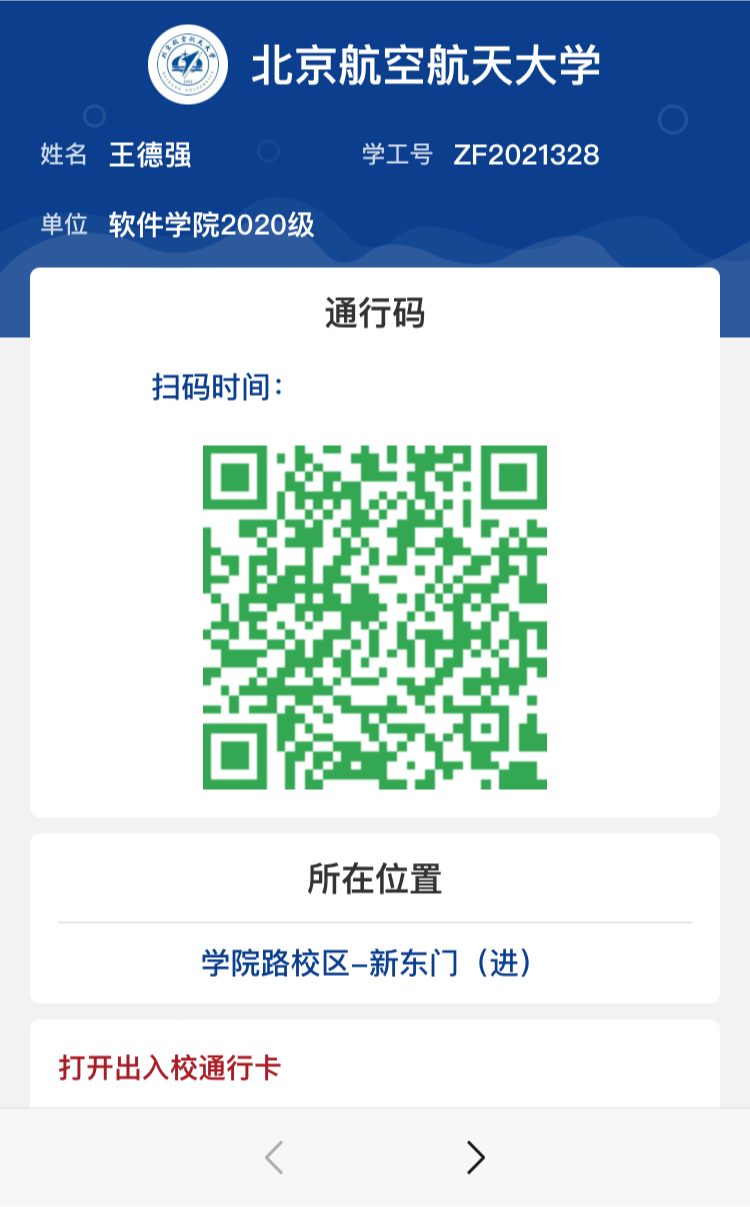 北京航空航天大学
姓名 王德强 学工号 ZF2021328
单位 软件学院2020级
通行码
扫码时间：
所在位置
学院路校区-新东门（进）
打开出入校通行卡